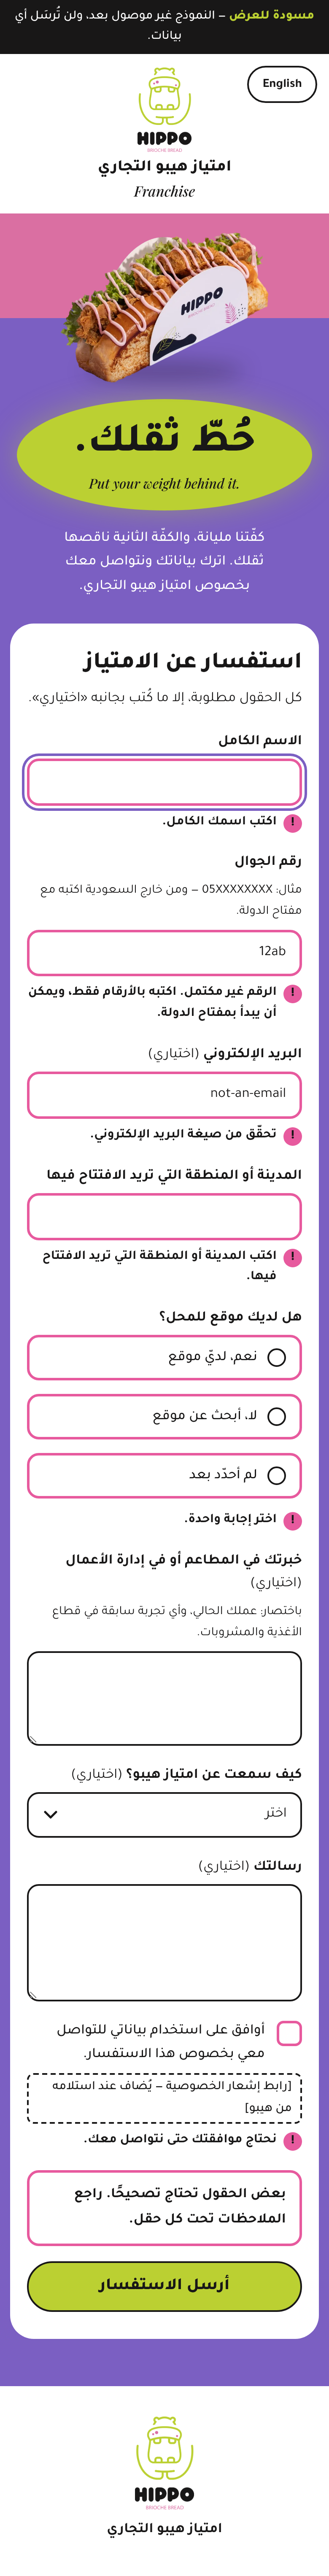 مسودة للعرض – النموذج غير موصول بعد، ولن تُرسَل أي
بيانات.
English
HIPPO
BRIOCHE BREAD
امتياز هيبو التجاري
Franchise
HIPPO
حُطّ ثقلك.
Put your weight behind it.
كفّتنا مليانة، والكفّة الثانية ناقصها
ثقلك. اترك بياناتك ونتواصل معك
بخصوص امتياز هيبو التجاري.
استفسار عن الامتياز
كل الحقول مطلوبة، إلا ما كُتب بجانبه «اختياري».
الاسم الكامل
! اكتب اسمك الكامل.
رقم الجوال
مثال: 05XXXXXXXX – ومن خارج السعودية اكتبه مع
مفتاح الدولة.
12ab
! الرقم غير مكتمل. اكتبه بالأرقام فقط، ويمكن
أن يبدأ بمفتاح الدولة.
البريد الإلكتروني (اختياري)
not-an-email
! تحقّق من صيغة البريد الإلكتروني.
المدينة أو المنطقة التي تريد الافتتاح فيها
! اكتب المدينة أو المنطقة التي تريد الافتتاح
فيها.
هل لديك موقع للمحل؟
نعم، لديّ موقع
لا، أبحث عن موقع
لم أحدّد بعد
! اختر إجابة واحدة.
خبرتك في المطاعم أو في إدارة الأعمال
(اختياري)
باختصار: عملك الحالي، وأي تجربة سابقة في قطاع
الأغذية والمشروبات.
كيف سمعت عن امتياز هيبو؟ (اختياري)
اختر
رسالتك (اختياري)
أوافق على استخدام بياناتي للتواصل
معي بخصوص هذا الاستفسار.
[رابط إشعار الخصوصية – يُضاف عند استلامه
من هيبو]
! نحتاج موافقتك حتى نتواصل معك.
بعض الحقول تحتاج تصحيحًا. راجع
الملاحظات تحت كل حقل.
أرسل الاستفسار
HIPPO
BRIOCHE BREAD
امتياز هيبو التجاري